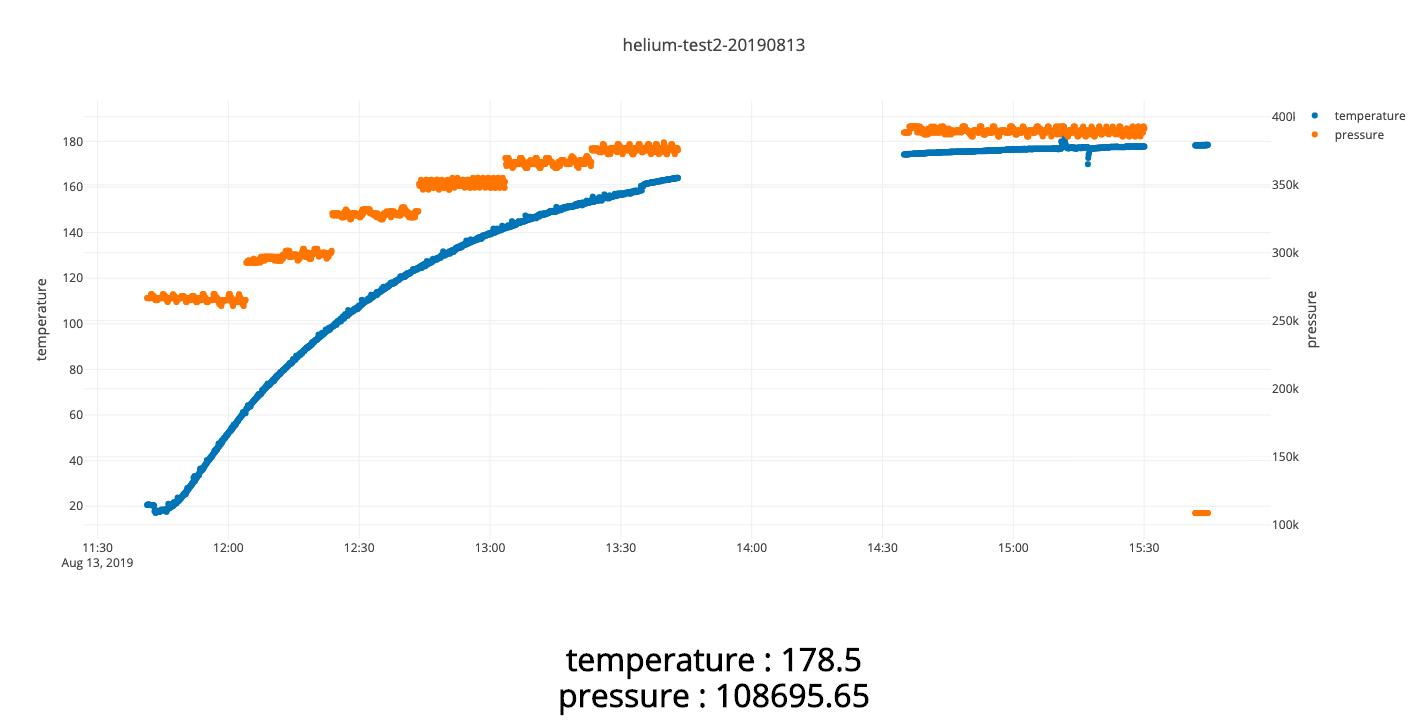 helium-test2-20190813
temperature
pressure
180
160
140
120
100
80
60
40
20
temperature
400l
350k
300k
250k
200k
150k
100k
pressure
11:30
12:00
12:30
13:00
13:30
14:00
14:30
15:00
15:30
Aug 13, 2019
temperature : 178.5
pressure : 108695.65